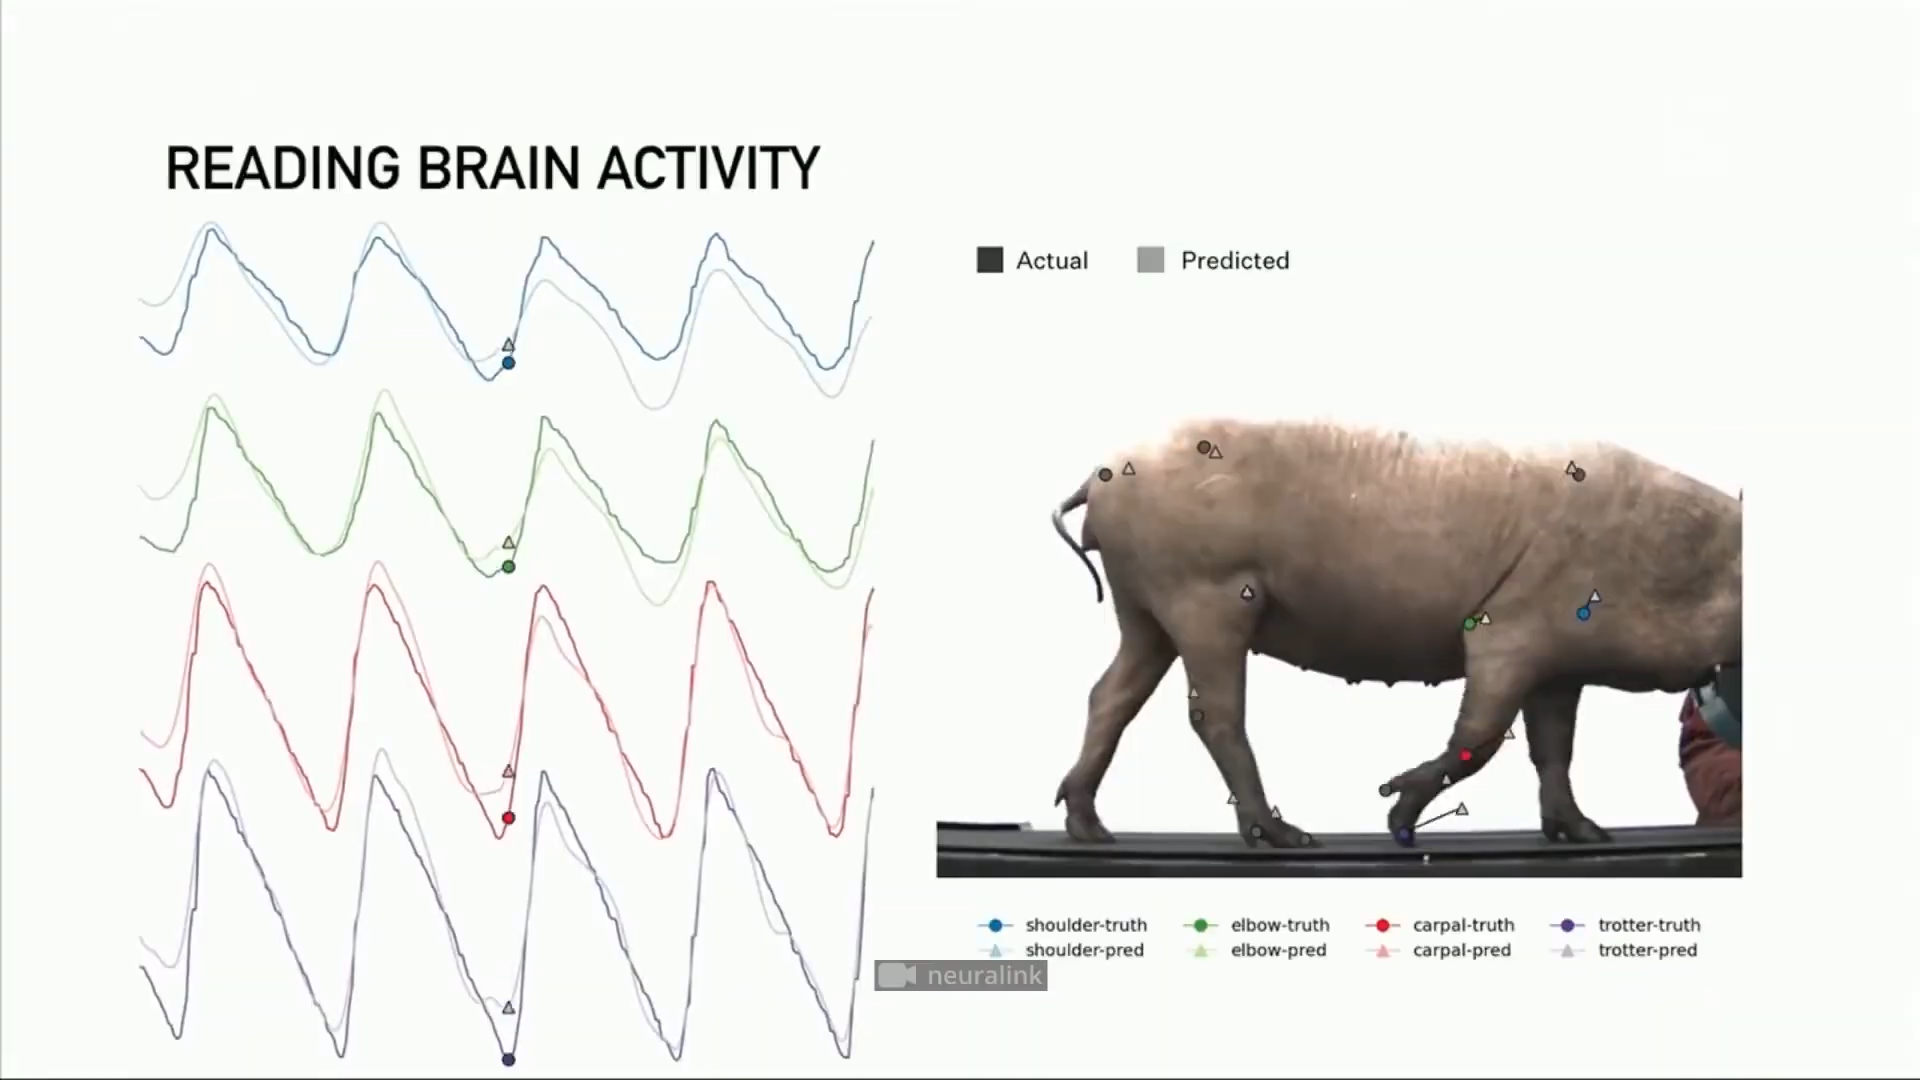 READING BRAIN ACTIVITY
Actual Predicted
shoulder-truth elbow-truth carpal-truth trotter-truth
shoulder-pred elbow-pred carpal-pred trotter-pred
neuralink